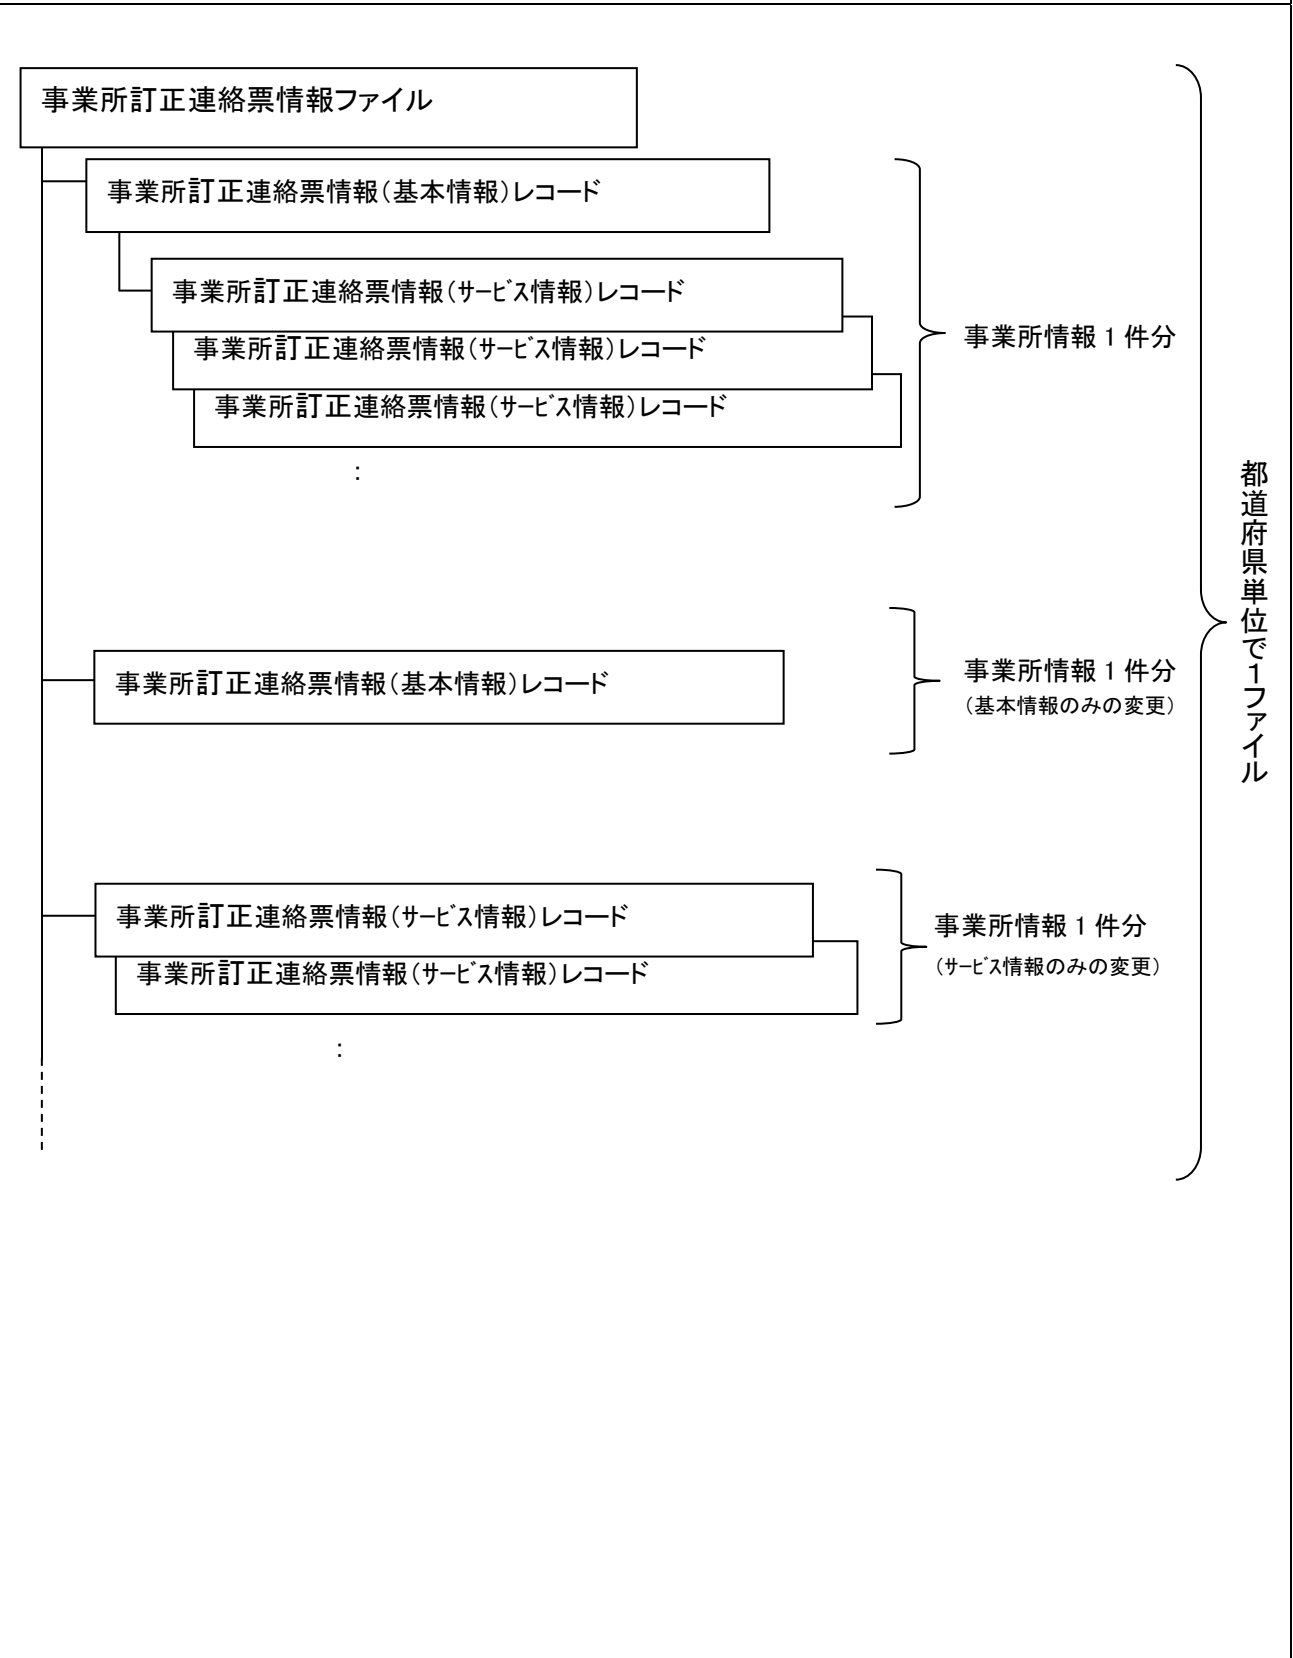 事業所訂正連絡票情報ファイル
事業所訂正連絡票情報（基本情報）レコード
事業所訂正連絡票情報（ｻｰﾋﾞｽ情報）レコード
事業所訂正連絡票情報（ｻｰﾋﾞｽ情報）レコード
事業所訂正連絡票情報（ｻｰﾋﾞｽ情報）レコード
：
事業所情報１件分
事業所訂正連絡票情報（基本情報）レコード
事業所情報１件分
（基本情報のみの変更）
事業所訂正連絡票情報（ｻｰﾋﾞｽ情報）レコード
事業所訂正連絡票情報（ｻｰﾋﾞｽ情報）レコード
：
事業所情報１件分
（ｻｰﾋﾞｽ情報のみの変更）
都道府県単位で１ファイル